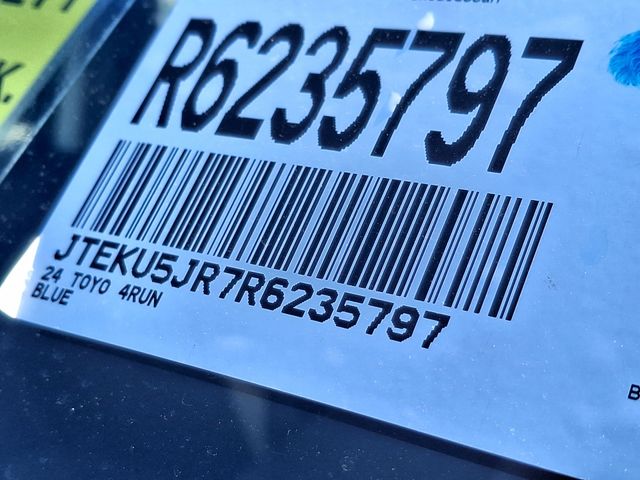 K.
R6235797
JTEKU5JR7R6235797
24 TOYO 4RUN
BLUE
B